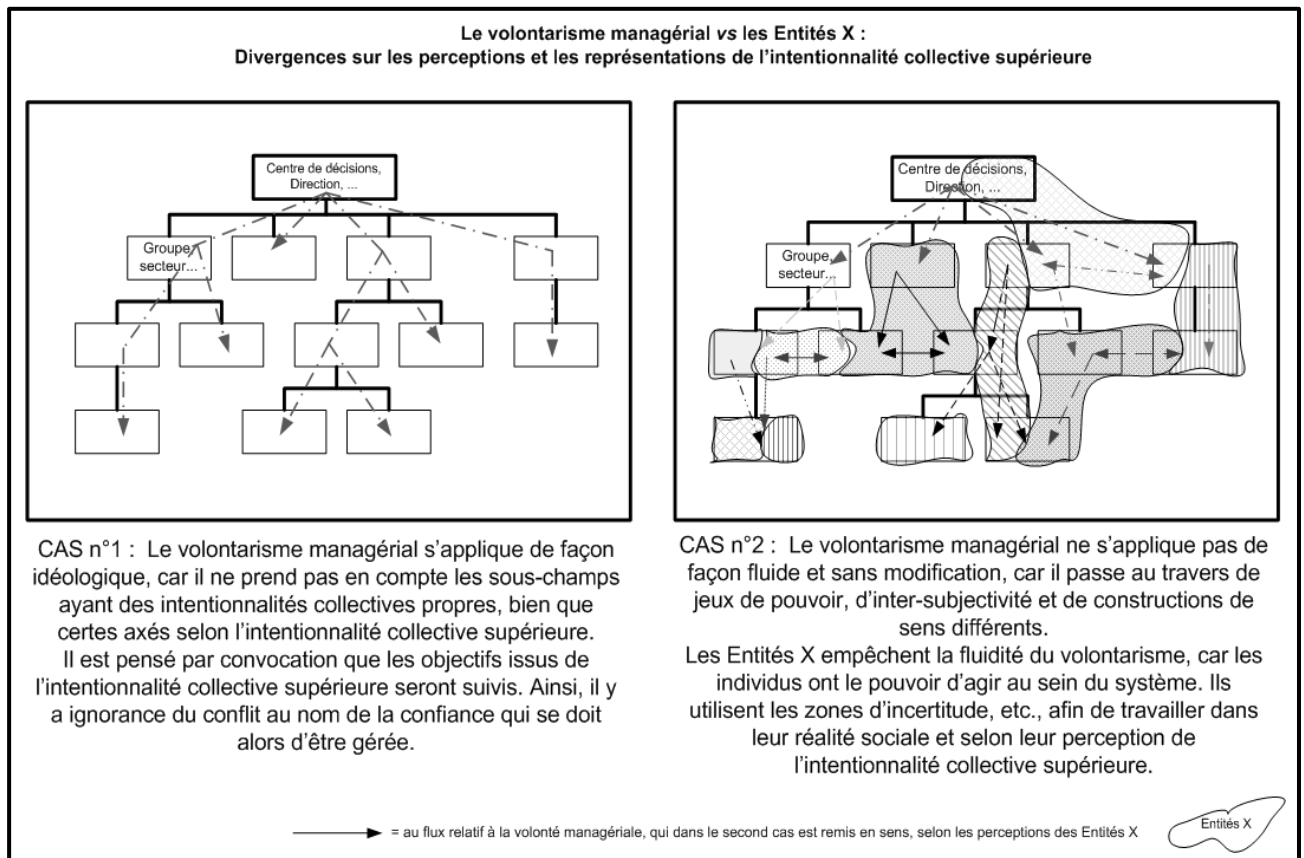 Le volontarisme managérial vs les Entités X :
Divergences sur les perceptions et les représentations de l'intentionnalité collective supérieure
Centre de décisions,
Direction, ...
Groupe,
secteur...
CAS n°1 : Le volontarisme managérial s'applique de façon
idéologique, car il ne prend pas en compte les sous-champs
ayant des intentionnalités collectives propres, bien que
certes axés selon l'intentionnalité collective supérieure.
Il est pensé par convocation que les objectifs issus de
l'intentionnalité collective supérieure seront suivis. Ainsi, il y
a ignorance du conflit au nom de la confiance qui se doit
alors d'être gérée.
Centre de décisions,
Direction, ...
Groupe,
secteur...
CAS n°2 : Le volontarisme managérial ne s'applique pas de
façon fluide et sans modification, car il passe au travers de
jeux de pouvoir, d'inter-subjectivité et de constructions de
sens différents.
Les Entités X empêchent la fluidité du volontarisme, car les
individus ont le pouvoir d'agir au sein du système. Ils
utilisent les zones d'incertitude, etc., afin de travailler dans
leur réalité sociale et selon leur perception de
l'intentionnalité collective supérieure.
= au flux relatif à la volonté managériale, qui dans le second cas est remis en sens, selon les perceptions des Entités X
Entités X